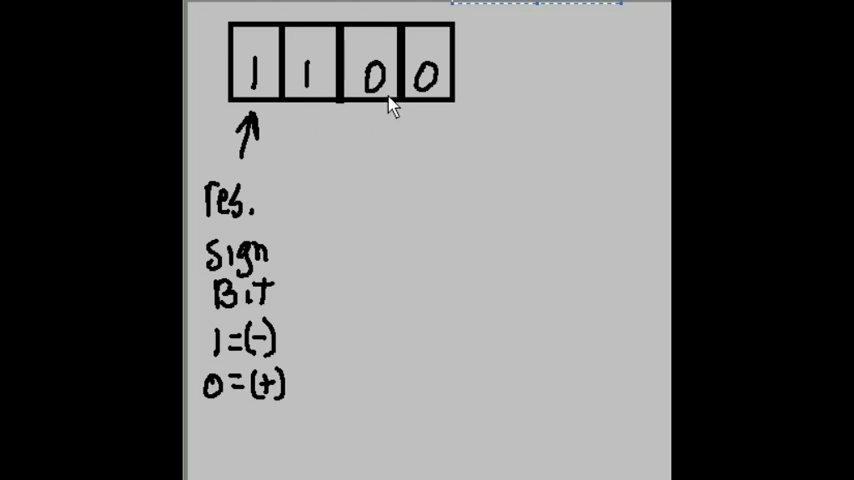 1 1 0 0
res.
Sign
Bit
1=(-)
0=(+)